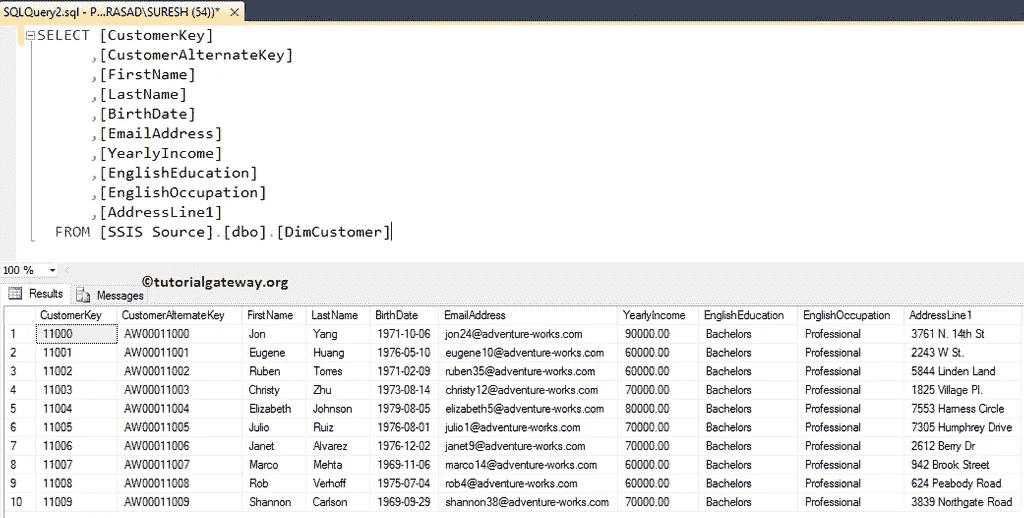 SQLQuery2.sql - P...RASAD\SURESH (54))* ×
SELECT [CustomerKey]
,[CustomerAlternateKey]
,[FirstName]
,[LastName]
,[BirthDate]
,[EmailAddress]
,[YearlyIncome]
,[EnglishEducation]
,[EnglishOccupation]
,[AddressLine1]
FROM [SSIS Source].[dbo].[DimCustomer]
100 %
©tutorialgateway.org
Results Messages
CustomerKey CustomerAlternateKey FirstName LastName BirthDate EmailAddress YearlyIncome EnglishEducation EnglishOccupation AddressLine1
1 11000 AW00011000 Jon Yang 1971-10-06 jon24@adventure-works.com 90000.00 Bachelors Professional 3761 N. 14th St
2 11001 AW00011001 Eugene Huang 1976-05-10 eugene10@adventure-works.com 60000.00 Bachelors Professional 2243 W St.
3 11002 AW00011002 Ruben Torres 1971-02-09 ruben35@adventure-works.com 60000.00 Bachelors Professional 5844 Linden Land
4 11003 AW00011003 Christy Zhu 1973-08-14 christy12@adventure-works.com 70000.00 Bachelors Professional 1825 Village Pl.
5 11004 AW00011004 Elizabeth Johnson 1979-08-05 elizabeth5@adventure-works.com 80000.00 Bachelors Professional 7553 Harness Circle
6 11005 AW00011005 Julio Ruiz 1976-08-01 julio1@adventure-works.com 70000.00 Bachelors Professional 7305 Humphrey Drive
7 11006 AW00011006 Janet Alvarez 1976-12-02 janet9@adventure-works.com 70000.00 Bachelors Professional 2612 Berry Dr
8 11007 AW00011007 Marco Mehta 1969-11-06 marco14@adventure-works.com 60000.00 Bachelors Professional 942 Brook Street
9 11008 AW00011008 Rob Verhoff 1975-07-04 rob4@adventure-works.com 60000.00 Bachelors Professional 624 Peabody Road
10 11009 AW00011009 Shannon Carlson 1969-09-29 shannon38@adventure-works.com 70000.00 Bachelors Professional 3839 Northgate Road